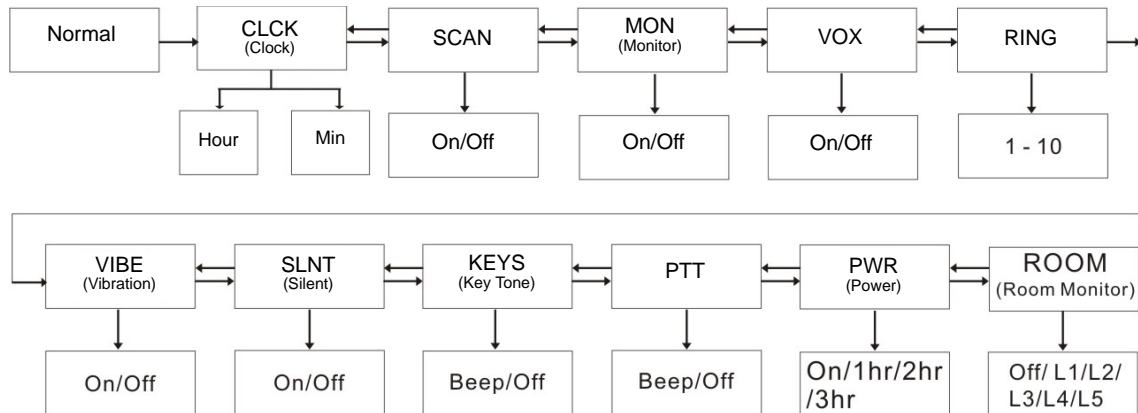 Normal
CLCK
(Clock)
SCAN
MON
(Monitor)
VOX
RING
Hour
Min
On/Off
On/Off
On/Off
1 - 10
VIBE
(Vibration)
SLNT
(Silent)
KEYS
(Key Tone)
PTT
PWR
(Power)
ROOM
(Room Monitor)
On/Off
On/Off
Beep/Off
Beep/Off
On/1hr/2hr
/3hr
Off/ L1/L2/
L3/L4/L5